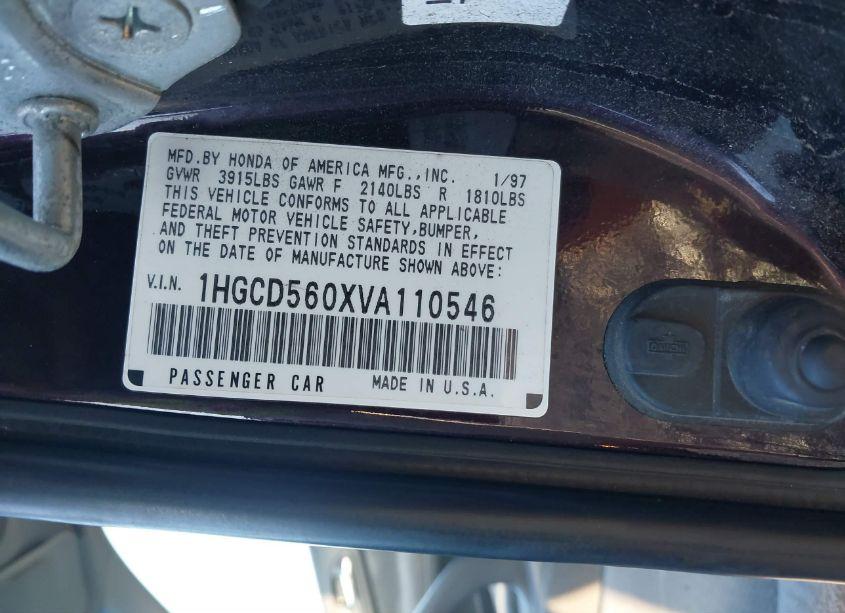 MFD.BY HONDA OF AMERICA MFG.,INC. 1/97
GVWR 3915LBS GAWR F 2140LBS R 1810LBS
THIS VEHICLE CONFORMS TO ALL APPLICABLE
FEDERAL MOTOR VEHICLE SAFETY,BUMPER,
AND THEFT PREVENTION STANDARDS IN EFFECT
ON THE DATE OF MANUFACTURE SHOWN ABOVE:
V.I.N. 1HGCD560XVA110546
PASSENGER CAR MADE IN U.S.A.